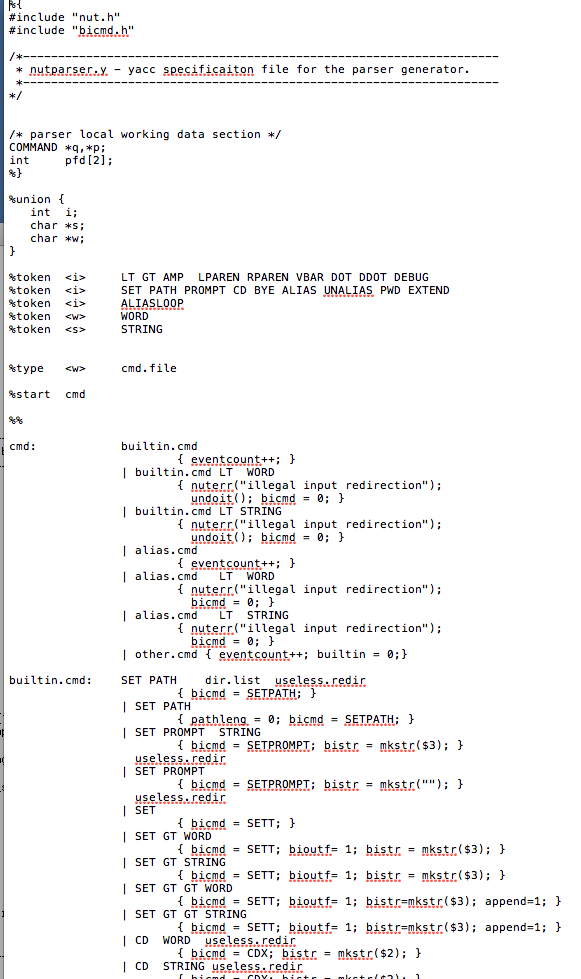 %{
#include "nut.h"
#include "bicmd.h"
/*--------------------------------------------------------------------
* nutparser.y – yacc specificaiton file for the parser generator.
*--------------------------------------------------------------------
*/
/* parser local working data section */
COMMAND *q,*p;
int pfd[2];
%}
%union {
int i;
char *s;
char *w;
}
%token <i> LT GT AMP LPAREN RPAREN VBAR DOT DDOT DEBUG
%token <i> SET PATH PROMPT CD BYE ALIAS UNALIAS PWD EXTEND
%token <i> ALIASLOOP
%token <w> WORD
%token <s> STRING
%type <w> cmd.file
%start cmd
%%
cmd: builtin.cmd
{ eventcount++; }
| builtin.cmd LT WORD
{ nuterr("illegal input redirection");
undoit(); bicmd = 0; }
| builtin.cmd LT STRING
{ nuterr("illegal input redirection");
undoit(); bicmd = 0; }
| alias.cmd
{ eventcount++; }
| alias.cmd LT WORD
{ nuterr("illegal input redirection");
bicmd = 0; }
| alias.cmd LT STRING
{ nuterr("illegal input redirection");
bicmd = 0; }
| other.cmd { eventcount++; builtin = 0;}
builtin.cmd: SET PATH dir.list useless.redir
{ bicmd = SETPATH; }
| SET PATH
{ pathleng = 0; bicmd = SETPATH; }
| SET PROMPT STRING
{ bicmd = SETPROMPT; bistr = mkstr($3); }
useless.redir
| SET PROMPT
{ bicmd = SETPROMPT; bistr = mkstr(""); }
useless.redir
| SET
{ bicmd = SETT; }
| SET GT WORD
{ bicmd = SETT; bioutf= 1; bistr = mkstr($3); }
| SET GT STRING
{ bicmd = SETT; bioutf= 1; bistr = mkstr($3); }
| SET GT GT WORD
{ bicmd = SETT; bioutf= 1; bistr=mkstr($3); append=1; }
| SET GT GT STRING
{ bicmd = SETT; bioutf= 1; bistr=mkstr($3); append=1; }
| CD WORD useless.redir
{ bicmd = CDX; bistr = mkstr($2); }
| CD STRING useless.redir
{ bicmd = CDX; bistr = mkstr($2); }